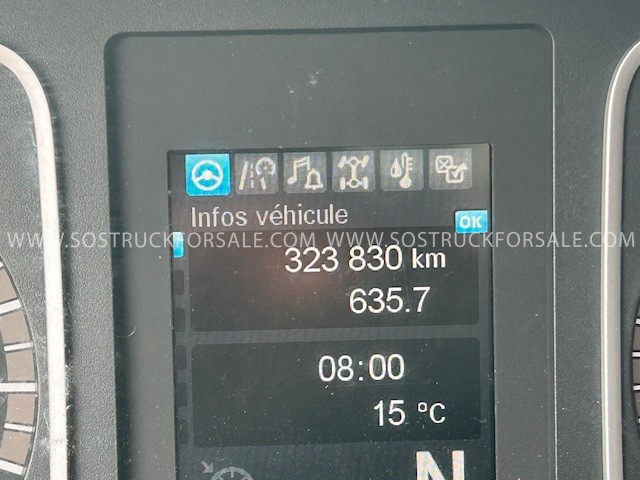 Infos véhicule
OK
WWW.SOSTRUCKFORSALE.COM WWW.SOSTRUCKFORSALE.COM
323 830 km
635.7
08:00
15 °C
N